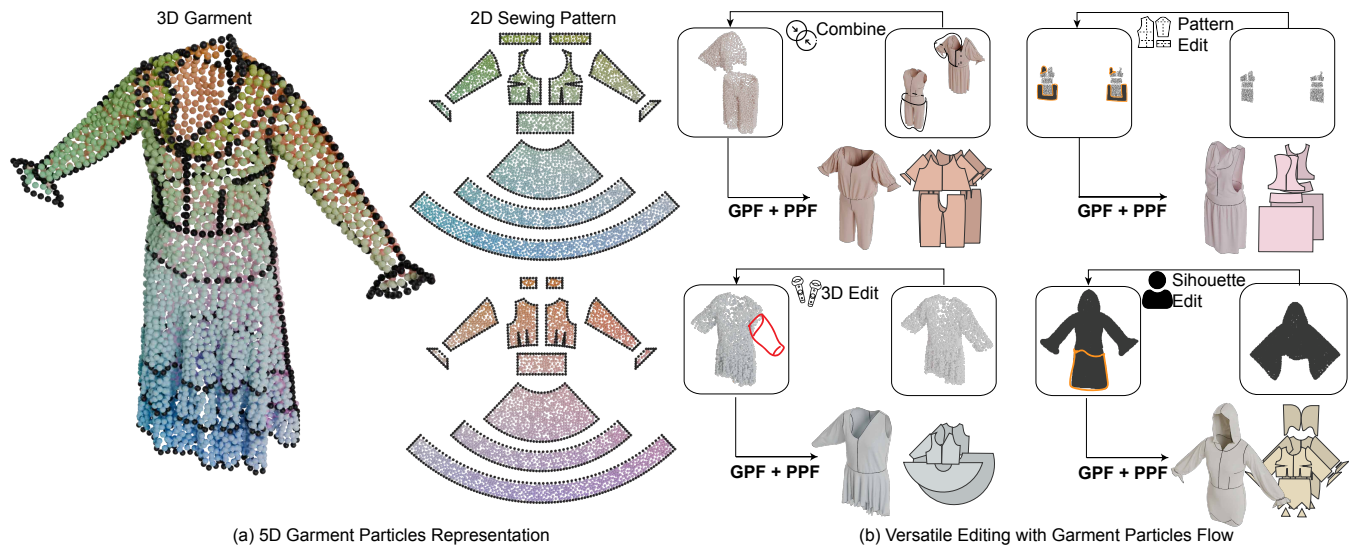 3D Garment
2D Sewing Pattern
Combine
Pattern
Edit
GPF + PPF
GPF + PPF
3D Edit
Sihouette
Edit
GPF + PPF
GPF + PPF
(a) 5D Garment Particles Representation
(b) Versatile Editing with Garment Particles Flow